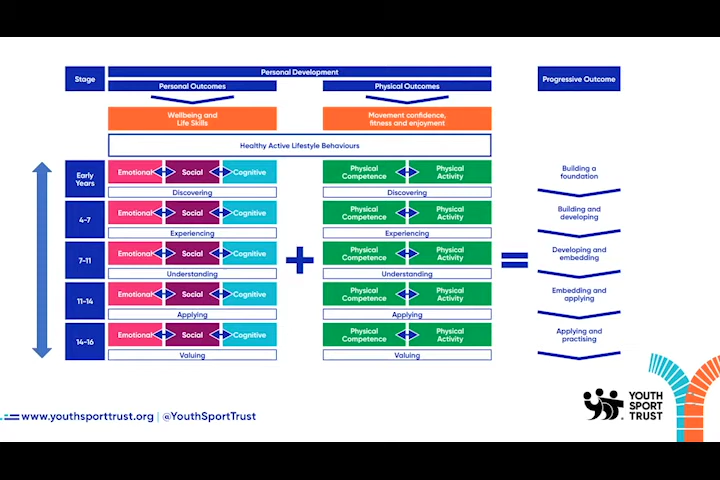 Stage
Personal Development
Personal Outcomes
Physical Outcomes
Progressive Outcome
Wellbeing and
Life Skills
Movement confidence,
fitness and enjoyment
Healthy Active Lifestyle Behaviours
Early
Years
Emotional
Social
Cognitive
Discovering
Physical
Competence
Physical
Activity
Discovering
Building a
foundation
4-7
Emotional
Social
Cognitive
Experiencing
Physical
Competence
Physical
Activity
Experiencing
Building and
developing
7-11
Emotional
Social
Cognitive
Understanding
Physical
Competence
Physical
Activity
Understanding
Developing and
embedding
11-14
Emotional
Social
Cognitive
Applying
Physical
Competence
Physical
Activity
Applying
Embedding and
applying
14-16
Emotional
Social
Cognitive
Valuing
Physical
Competence
Physical
Activity
Valuing
Applying and
practising
www.youthsporttrust.org | @YouthSportTrust
YOUTH
SPORT
TRUST